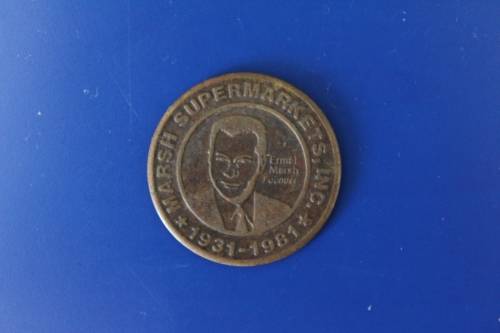 MARSH SUPERMARKETS, INC.
Ermal
Marsh
Founder
★ 1931-1981 ★